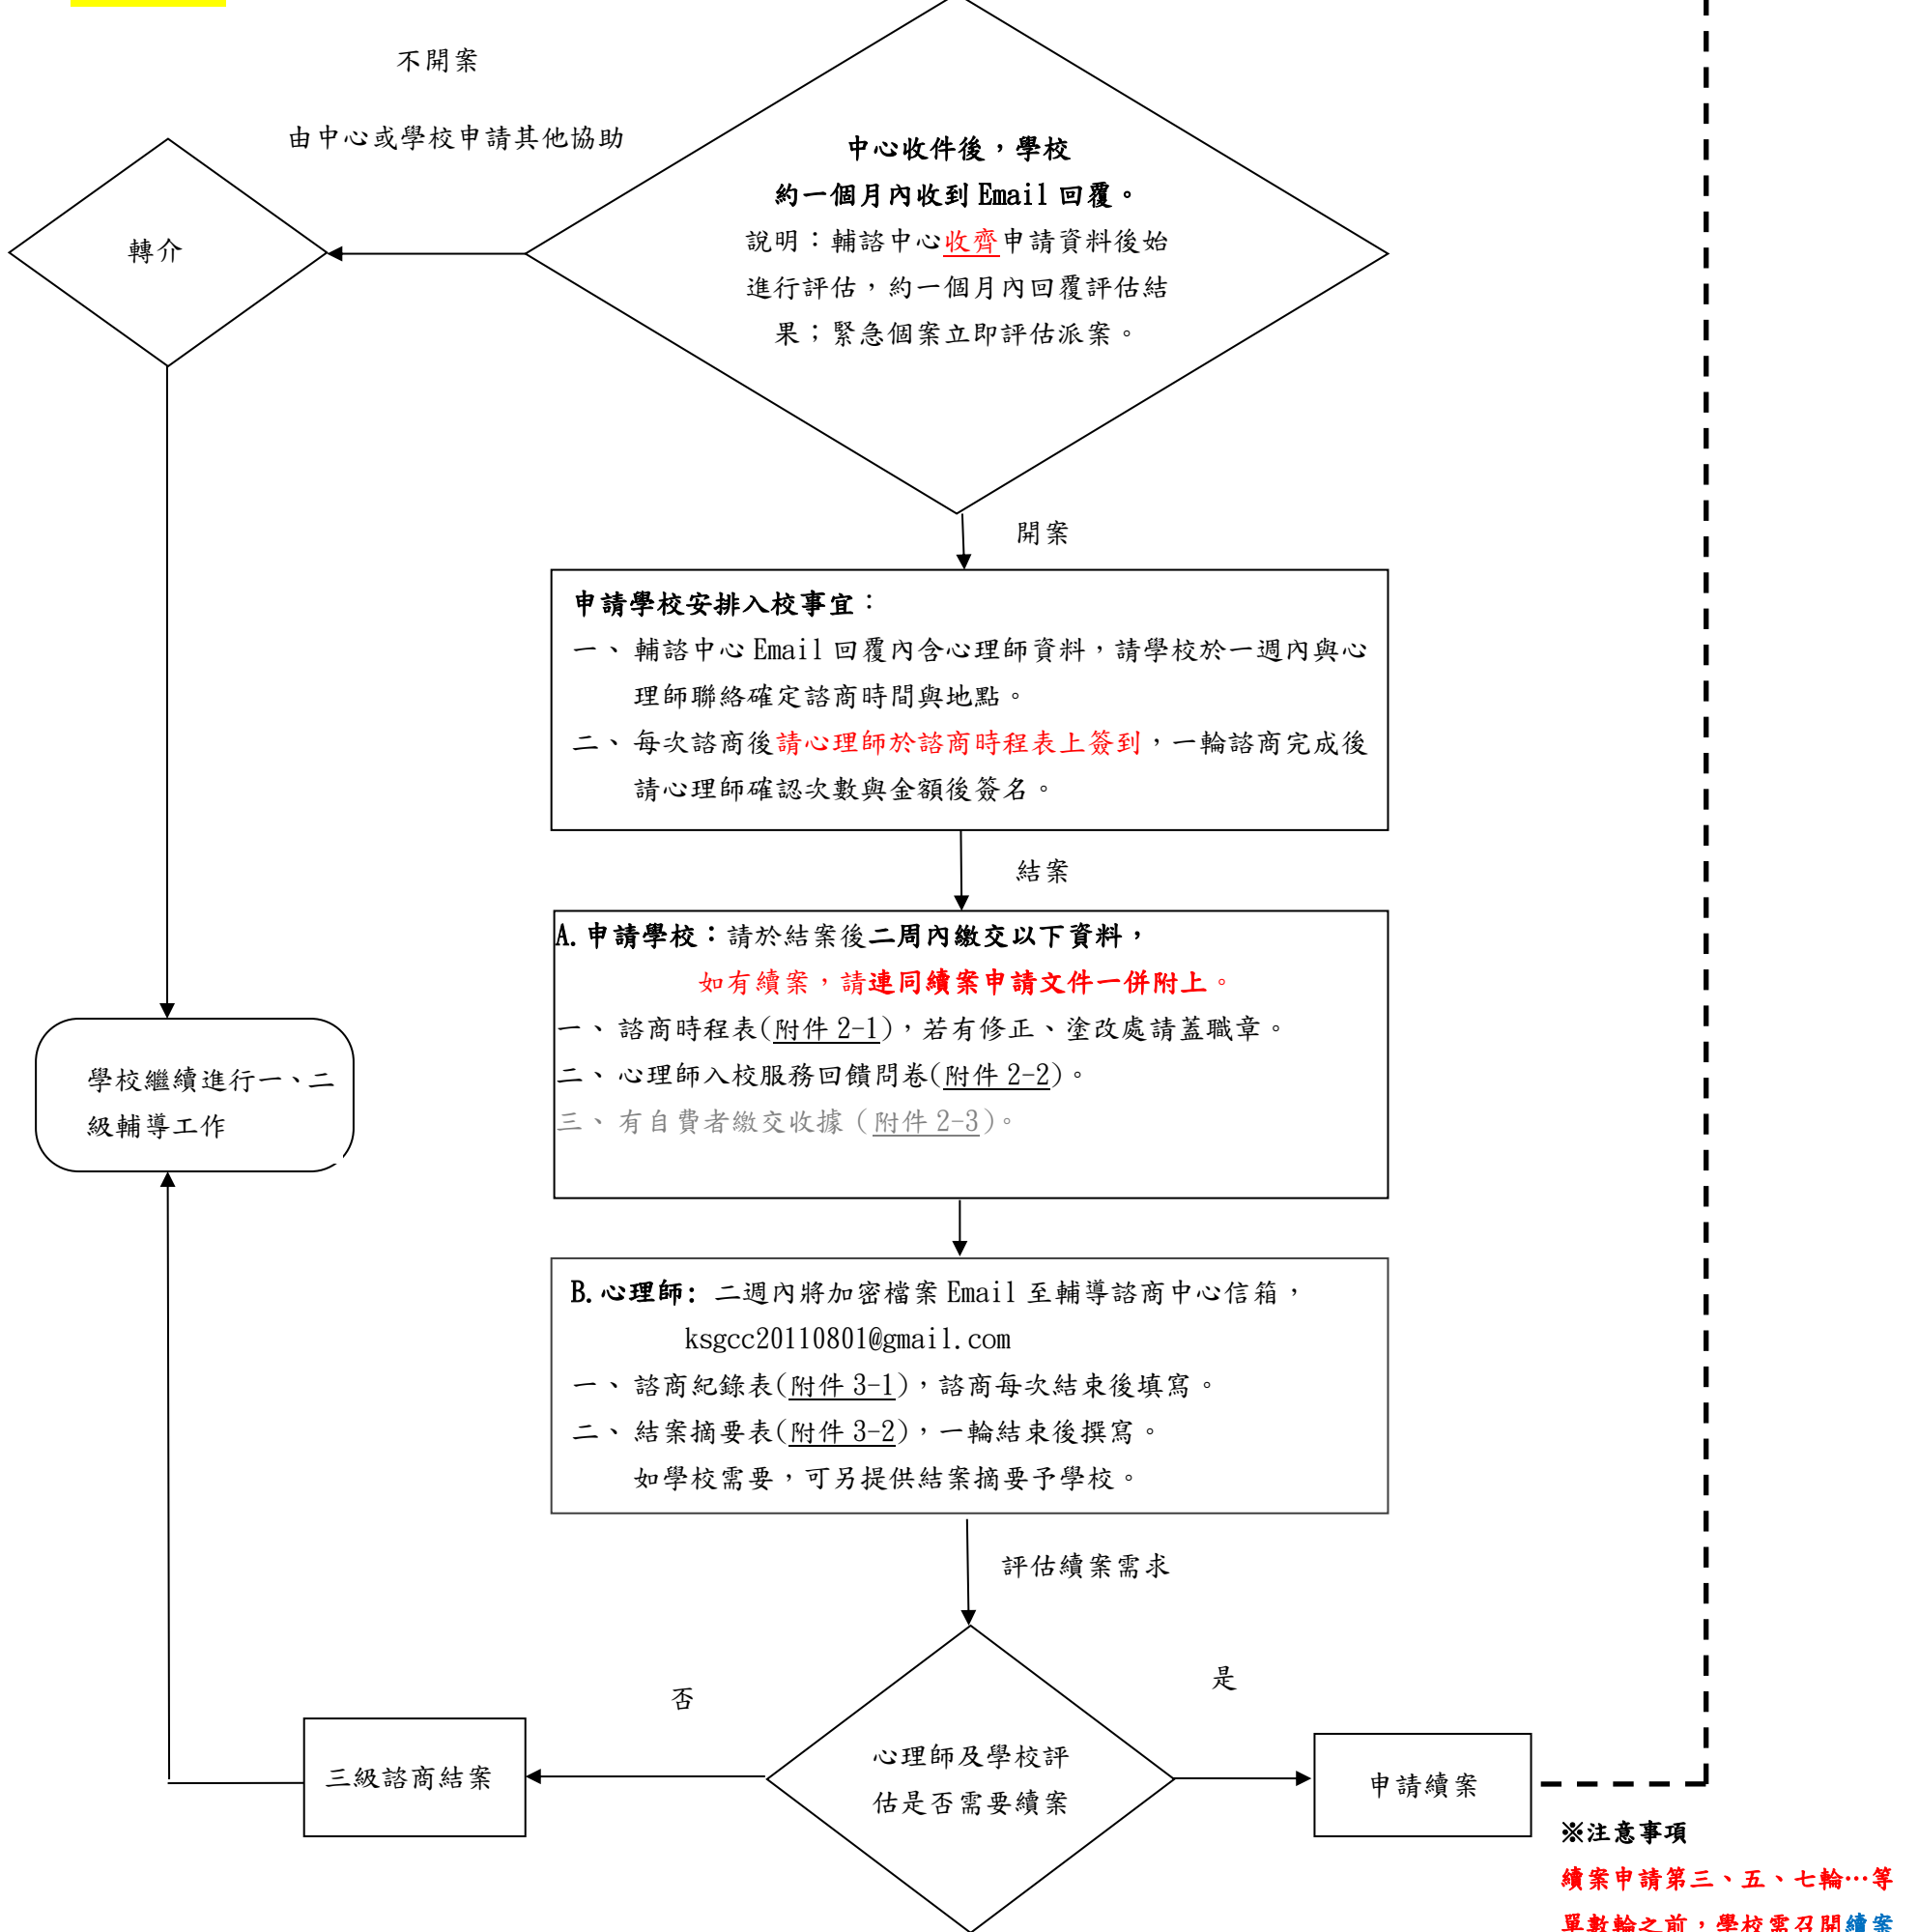 不開案
由中心或學校申請其他協助
中心收件後，學校
約一個月內收到 Email 回覆。
說明：輔諮中心收齊申請資料後始
進行評估，約一個月內回覆評估結
果；緊急個案立即評估派案。
轉介
開案
申請學校安排入校事宜：
一、 輔諮中心 Email 回覆內含心理師資料，請學校於一週內與心
理師聯絡確定諮商時間與地點。
二、 每次諮商後請心理師於諮商時程表上簽到，一輪諮商完成後
請心理師確認次數與金額後簽名。
結案
A.申請學校：請於結案後二周內繳交以下資料，
如有續案，請連同續案申請文件一併附上。
一、 諮商時程表(附件 2-1)，若有修正、塗改處請蓋職章。
二、 心理師入校服務回饋問卷(附件 2-2)。
三、 有自費者繳交收據（附件 2-3）。
學校繼續進行一、二
級輔導工作
B.心理師: 二週內將加密檔案 Email 至輔導諮商中心信箱，
ksgcc20110801@gmail.com
一、 諮商紀錄表(附件 3-1)，諮商每次結束後填寫。
二、 結案摘要表(附件 3-2)，一輪結束後撰寫。
如學校需要，可另提供結案摘要予學校。
評估續案需求
否
是
心理師及學校評
估是否需要續案
三級諮商結案
申請續案
※注意事項
續案申請第三、五、七輪…等
單數輪之前，學校需召開續案